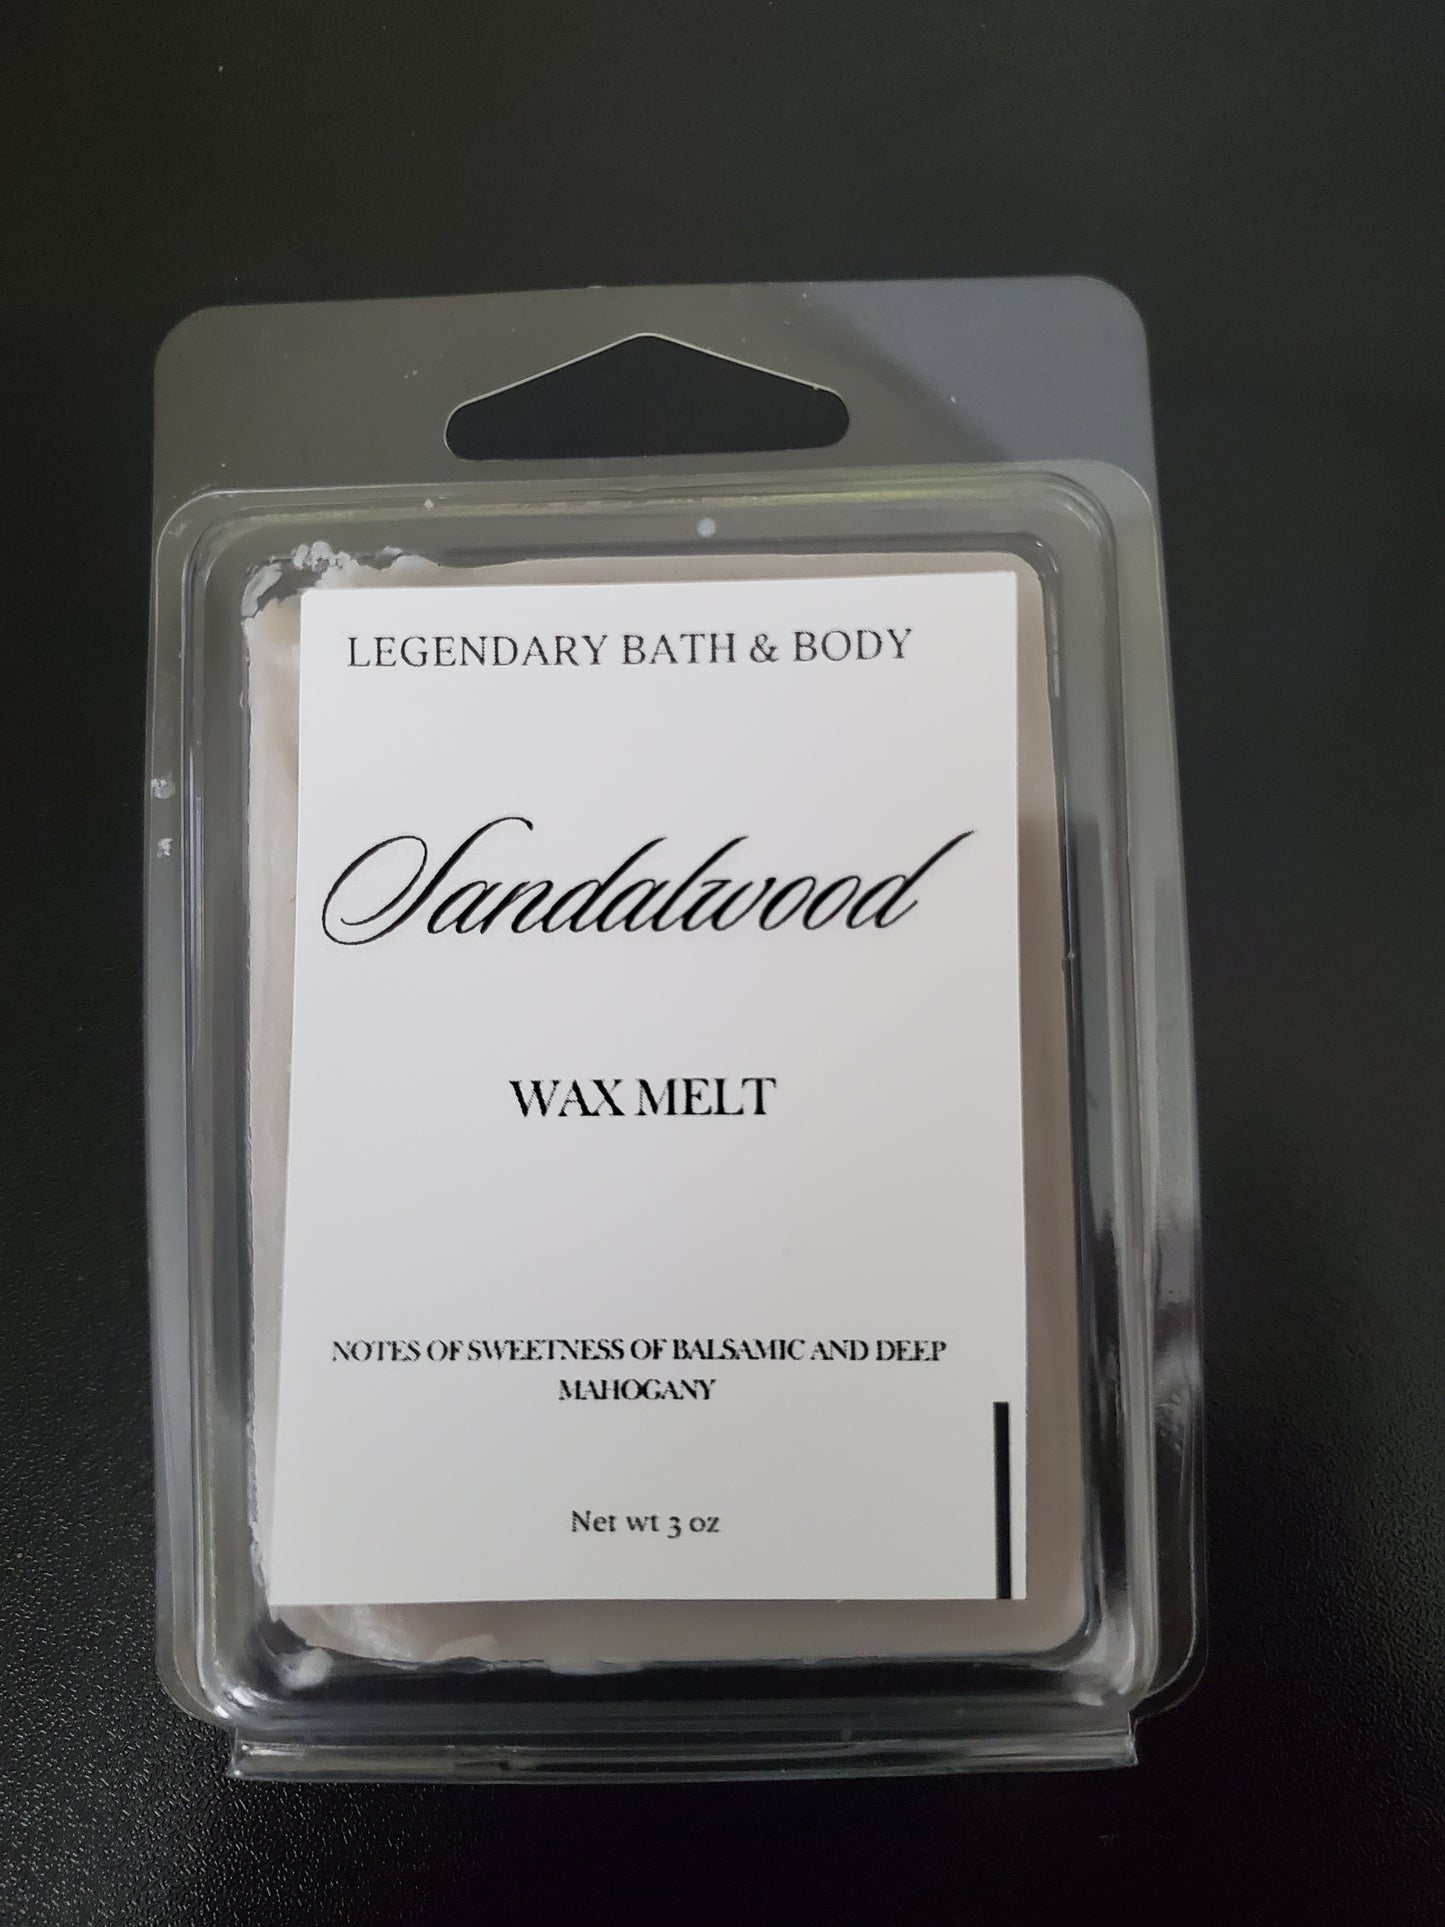 LEGENDARY BATH & BODY
Sandalwood
WAX MELT
NOTES OF SWEETNESS OF BALSAMIC AND DEEP
MAHOGANY
Net wt 3 oz